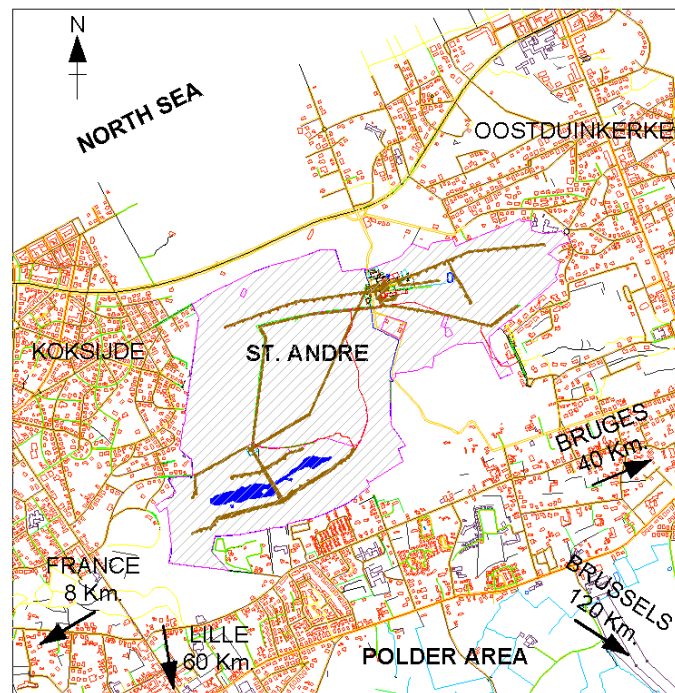 N
NORTH SEA
OOSTDUINKERKE
KOKSIJDE
ST. ANDRE
BRUGES
40 Km.
FRANCE
8 Km.
LILLE
60 Km.
BRUSSELS
120 Km.
POLDER AREA